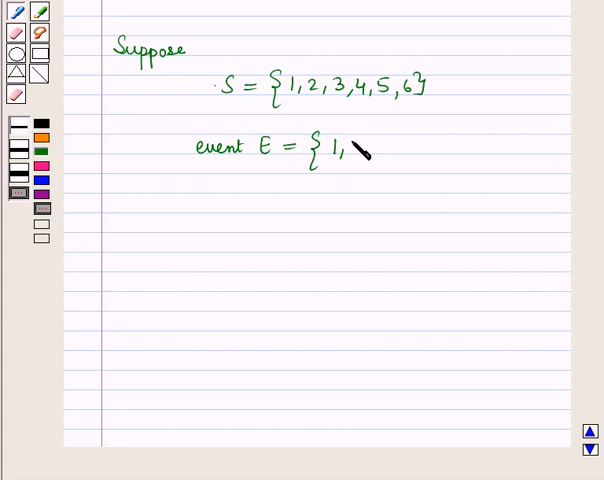 Suppose
S = {1, 2, 3, 4, 5, 6}
event E = { 1,